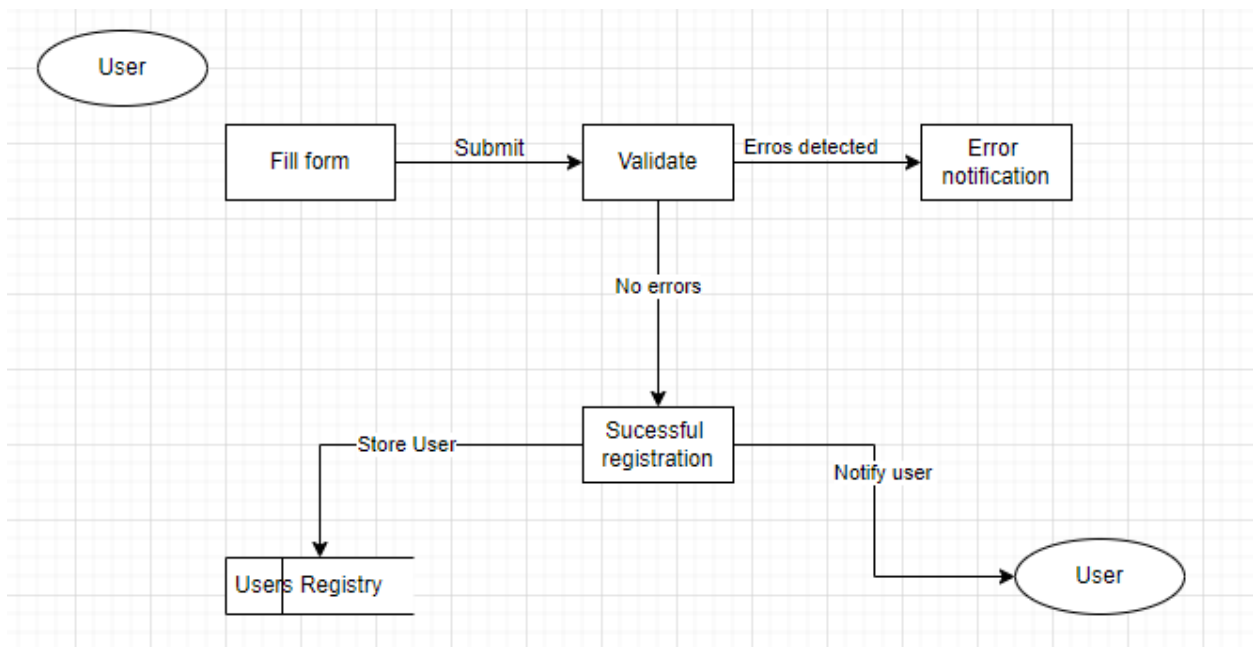 User
Fill form
Submit
Validate
Erros detected
Error
notification
No errors
Sucessful
registration
Store User
Notify user
Users Registry
User